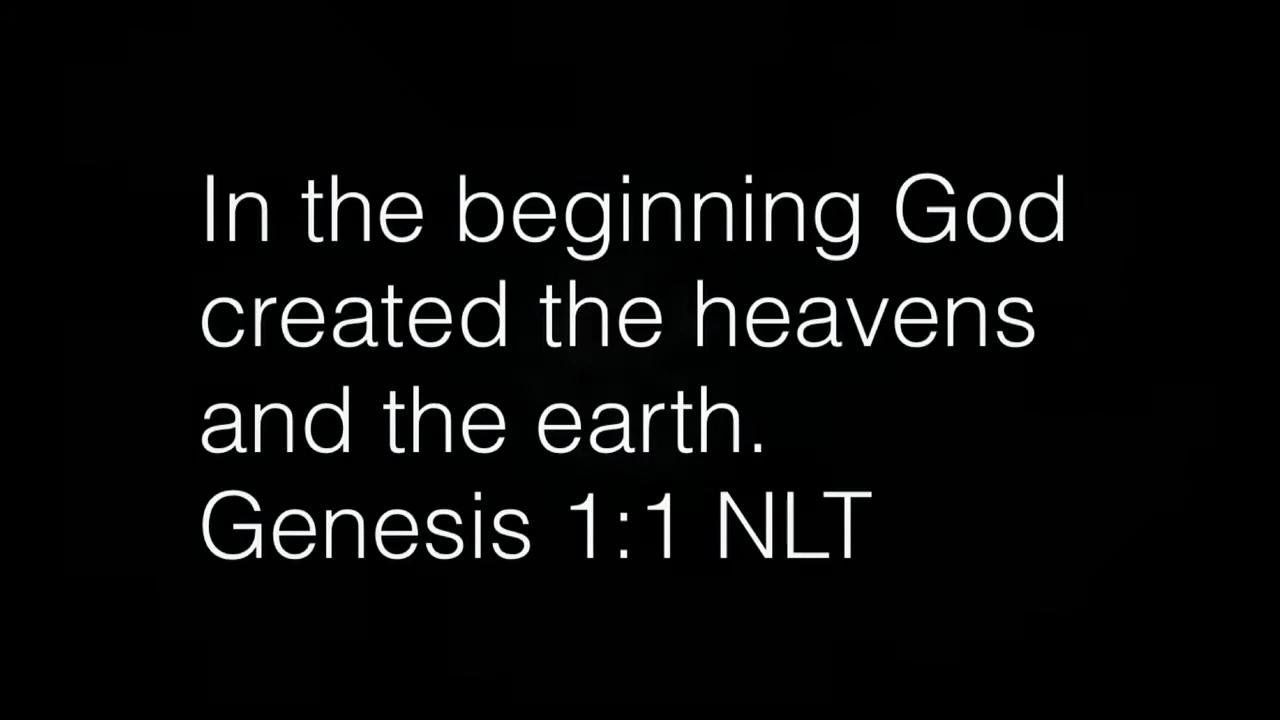 In the beginning God
created the heavens
and the earth.
Genesis 1:1 NLT